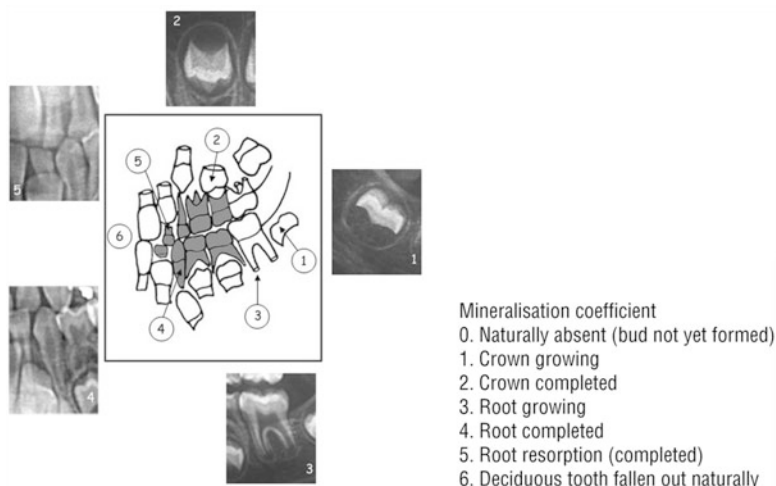 2
5
5
2
6
1
1
4
3
4
3
Mineralisation coefficient
0. Naturally absent (bud not yet formed)
1. Crown growing
2. Crown completed
3. Root growing
4. Root completed
5. Root resorption (completed)
6. Deciduous tooth fallen out naturally